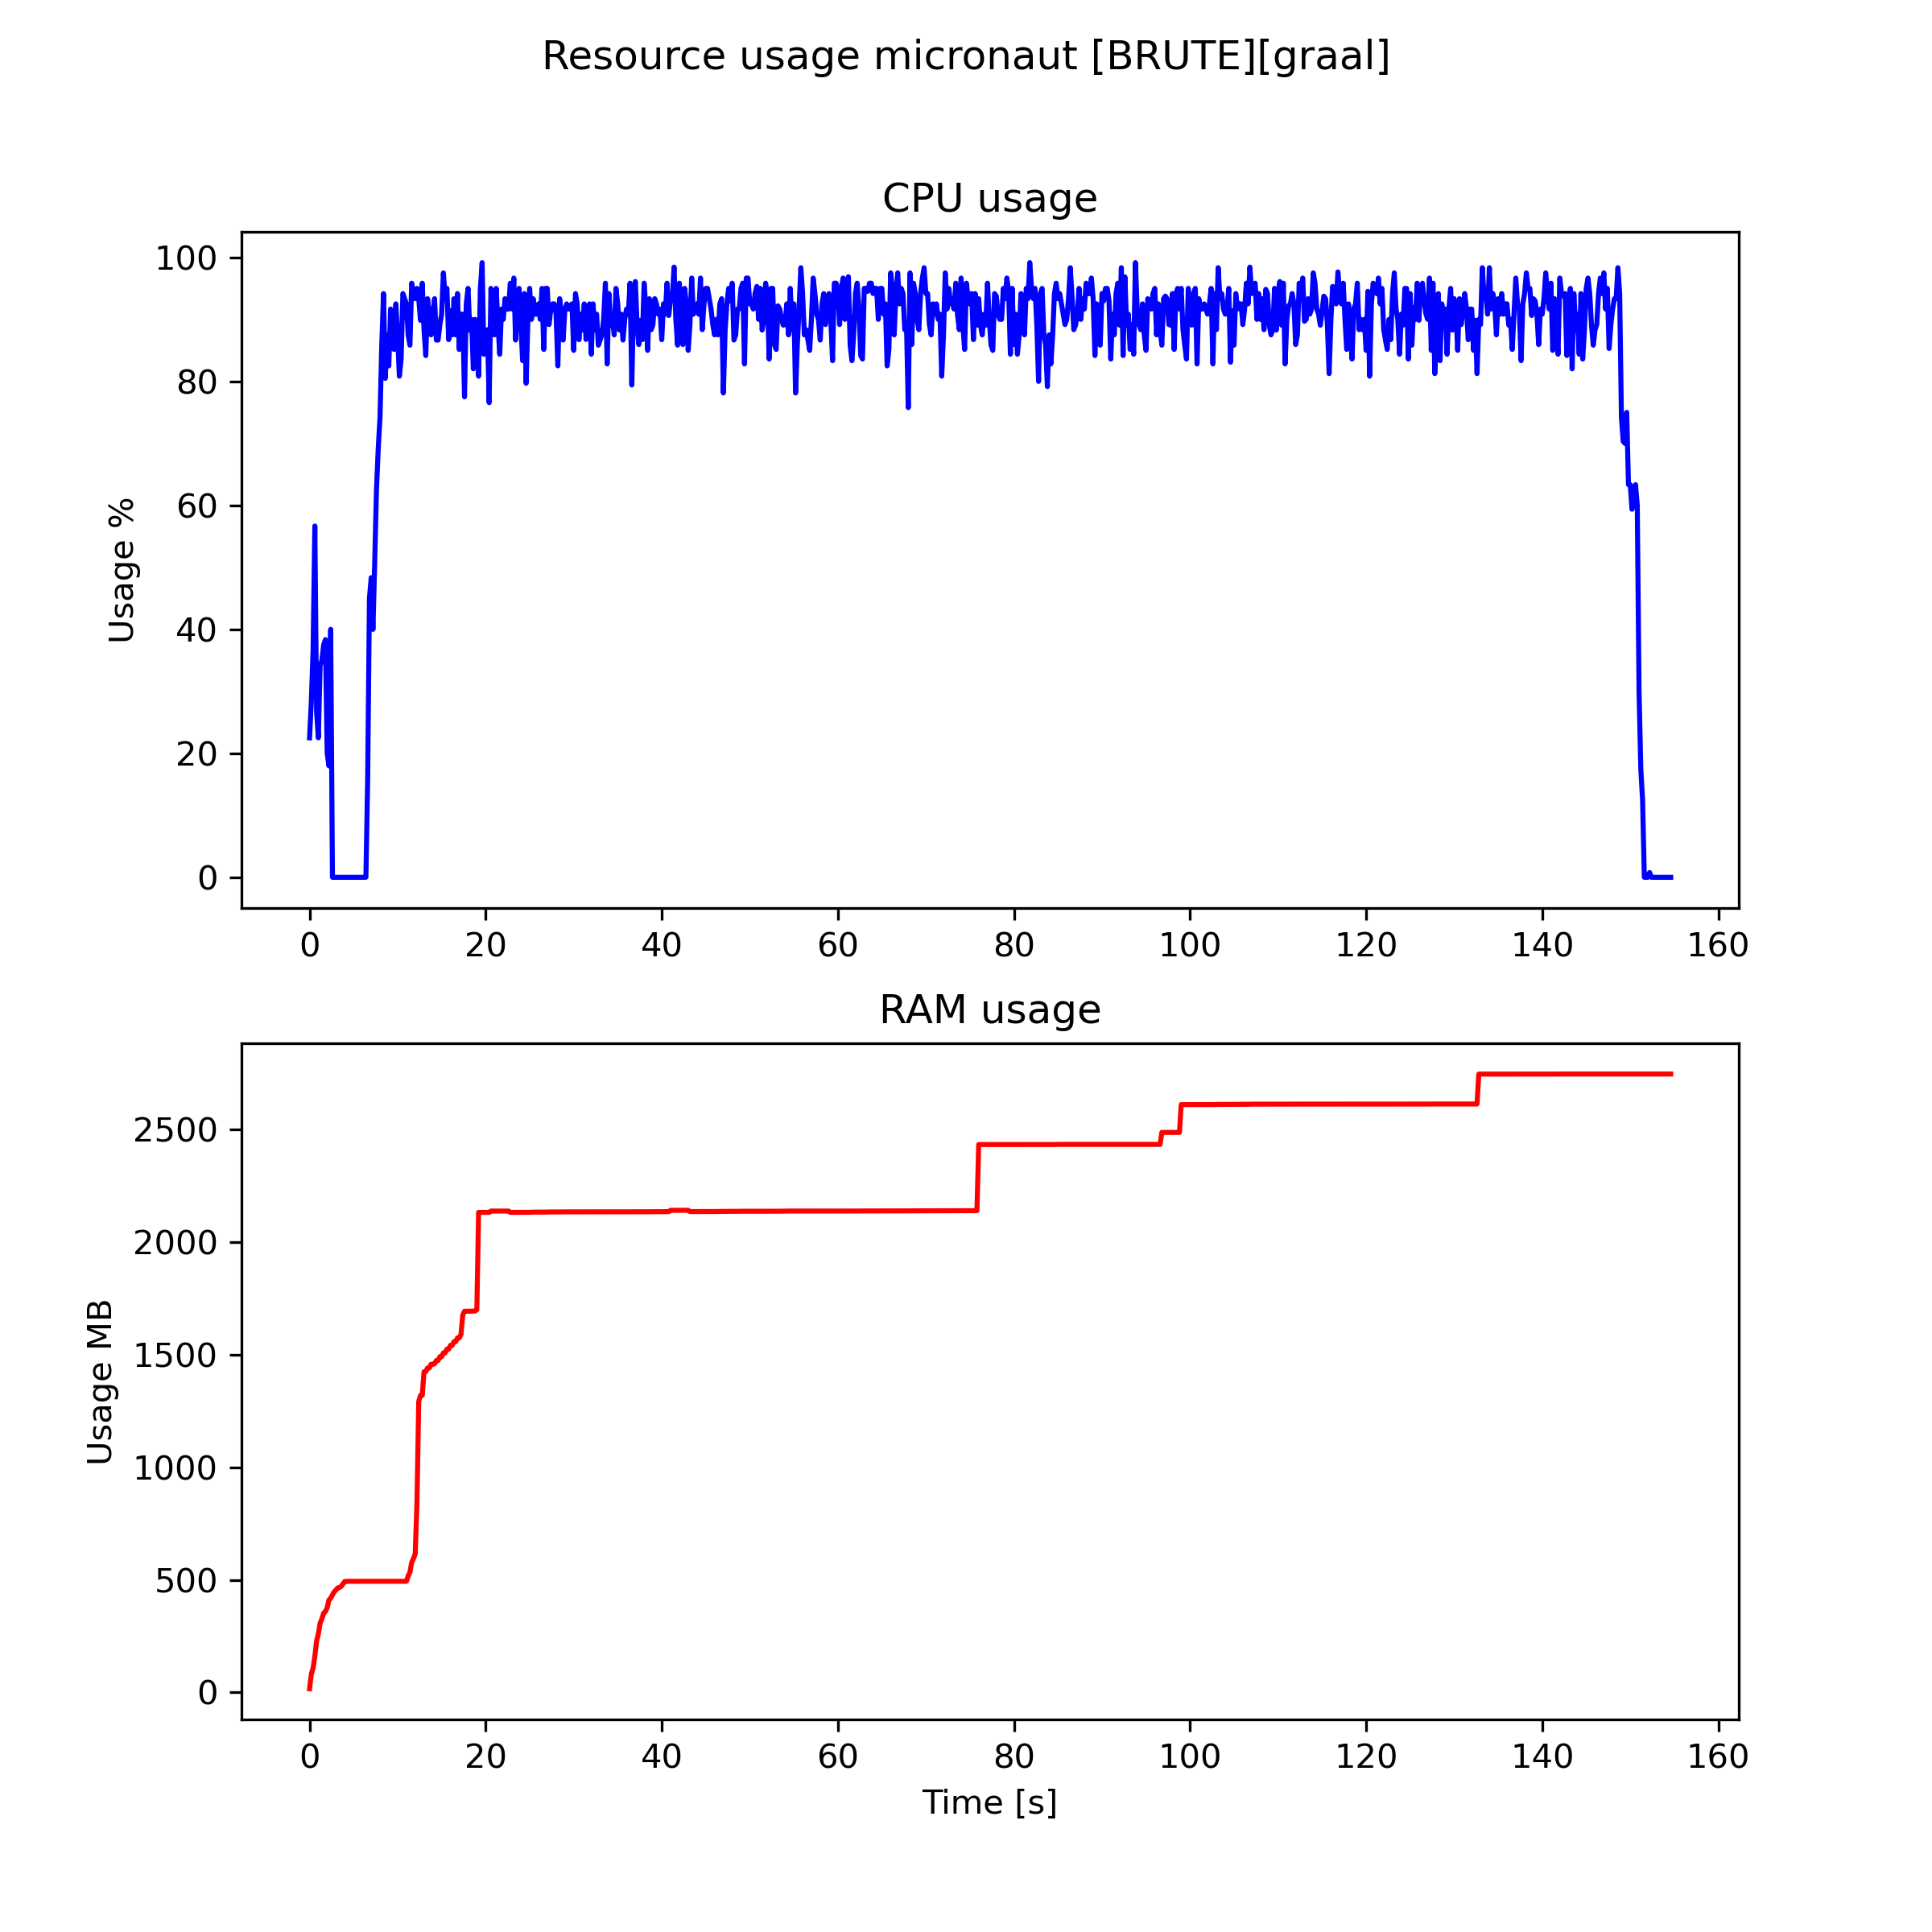 Resource usage micronaut [BRUTE][graal]
CPU usage
Usage %
100
80
60
40
20
0
0 20 40 60 80 100 120 140 160
RAM usage
Usage MB
2500
2000
1500
1000
500
0
0 20 40 60 80 100 120 140 160
Time [s]